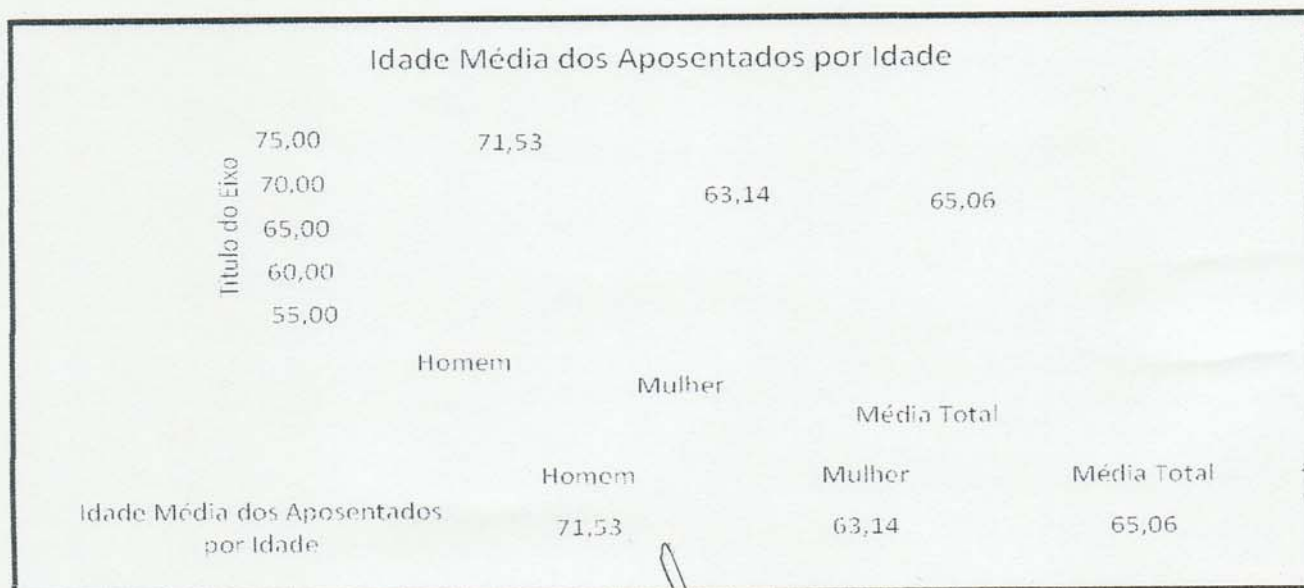 Idade Média dos Aposentados por Idade
75,00
71,53
70,00
63,14
65,06
65,00
60,00
55,00
Título do Eixo
Homem
Mulher
Média Total
Homem Mulher Média Total
Idade Média dos Aposentados
por Idade
71,53 63,14 65,06